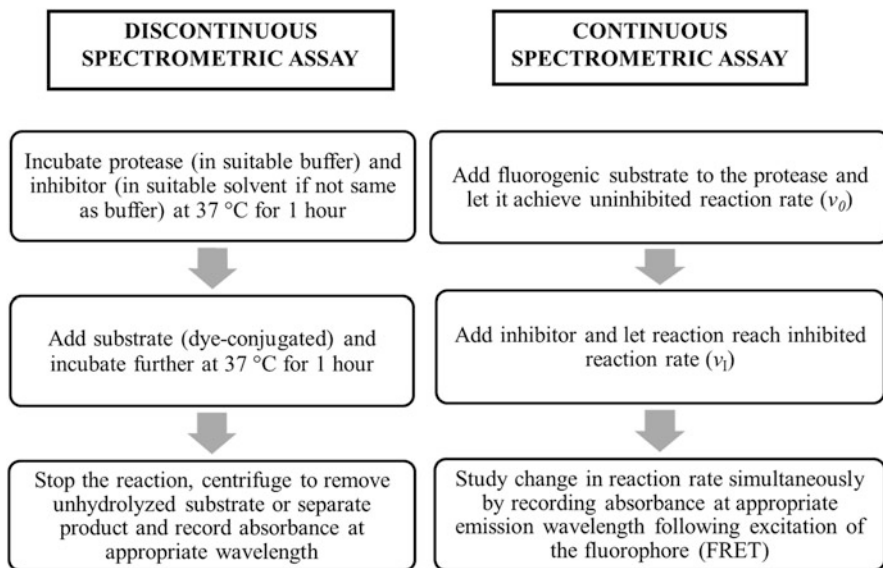 DISCONTINUOUS
SPECTROMETRIC ASSAY
Incubate protease (in suitable buffer) and
inhibitor (in suitable solvent if not same
as buffer) at 37 °C for 1 hour
Add substrate (dye-conjugated) and
incubate further at 37 °C for 1 hour
Stop the reaction, centrifuge to remove
unhydrolyzed substrate or separate
product and record absorbance at
appropriate wavelength
CONTINUOUS
SPECTROMETRIC ASSAY
Add fluorogenic substrate to the protease and
let it achieve uninhibited reaction rate (v₀)
Add inhibitor and let reaction reach inhibited
reaction rate (vI)
Study change in reaction rate simultaneously
by recording absorbance at appropriate
emission wavelength following excitation of
the fluorophore (FRET)